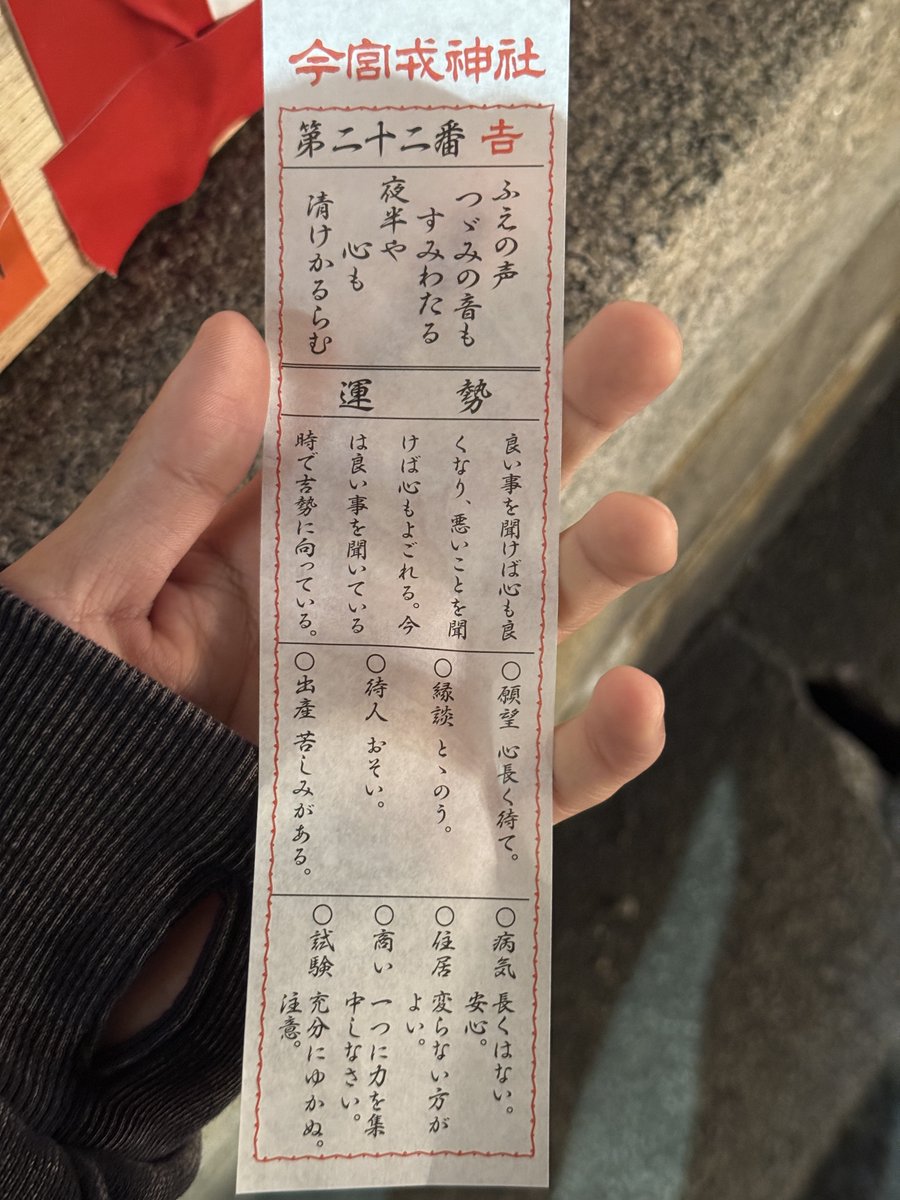 今宮戎神社
第二十二番 吉
ふえの声
つゞみの音も
すみわたる
夜半や
心も
清けかるらむ
運勢
良い事を聞けば心も良
くなり、悪いことを聞
けば心もよごれる。今
は良い事を聞いている
時で吉勢に向っている。
○願望 心長く待て。
○縁談 とゝのう。
○待人 おそい。
○出産 苦しみがある。
○病気 長くはない。
安心。
○住居 変らない方が
よい。
○商い 一つに力を集
中しなさい。
○試験 充分にゆかぬ。
注意。